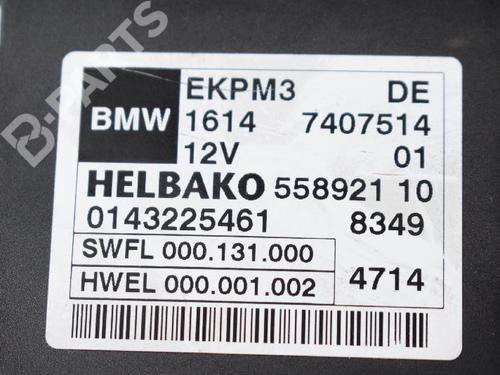 B-PARTS
BMW
EKPM3 DE
1614 7407514
12V 01
HELBAKO 558921 10
0143225461 8349
SWFL 000.131.000
HWEL 000.001.002 4714
B-PARTS